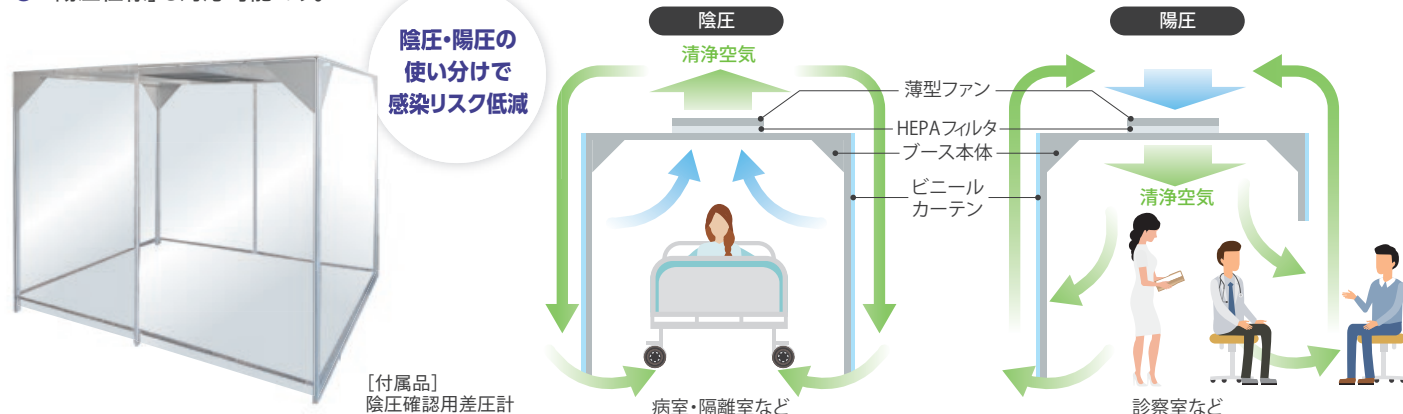 陰圧・陽圧の
使い分けで
感染リスク低減
[付属品]
陰圧確認用差圧計
陰圧
清浄空気
薄型ファン
HEPAフィルタ
ブース本体
ビニール
カーテン
病室・隔離室など
陽圧
清浄空気
診察室など